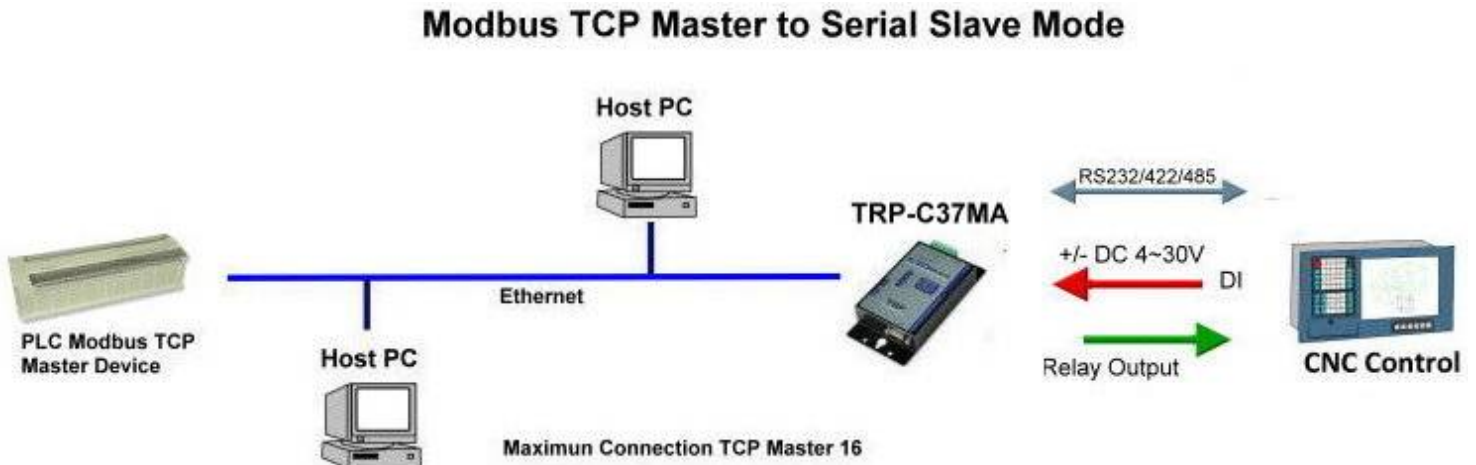 Modbus TCP Master to Serial Slave Mode
Host PC
RS232/422/485
TRP-C37MA
+/- DC 4~30V
DI
Ethernet
PLC Modbus TCP
Master Device
Host PC
Relay Output
CNC Control
Maximun Connection TCP Master 16